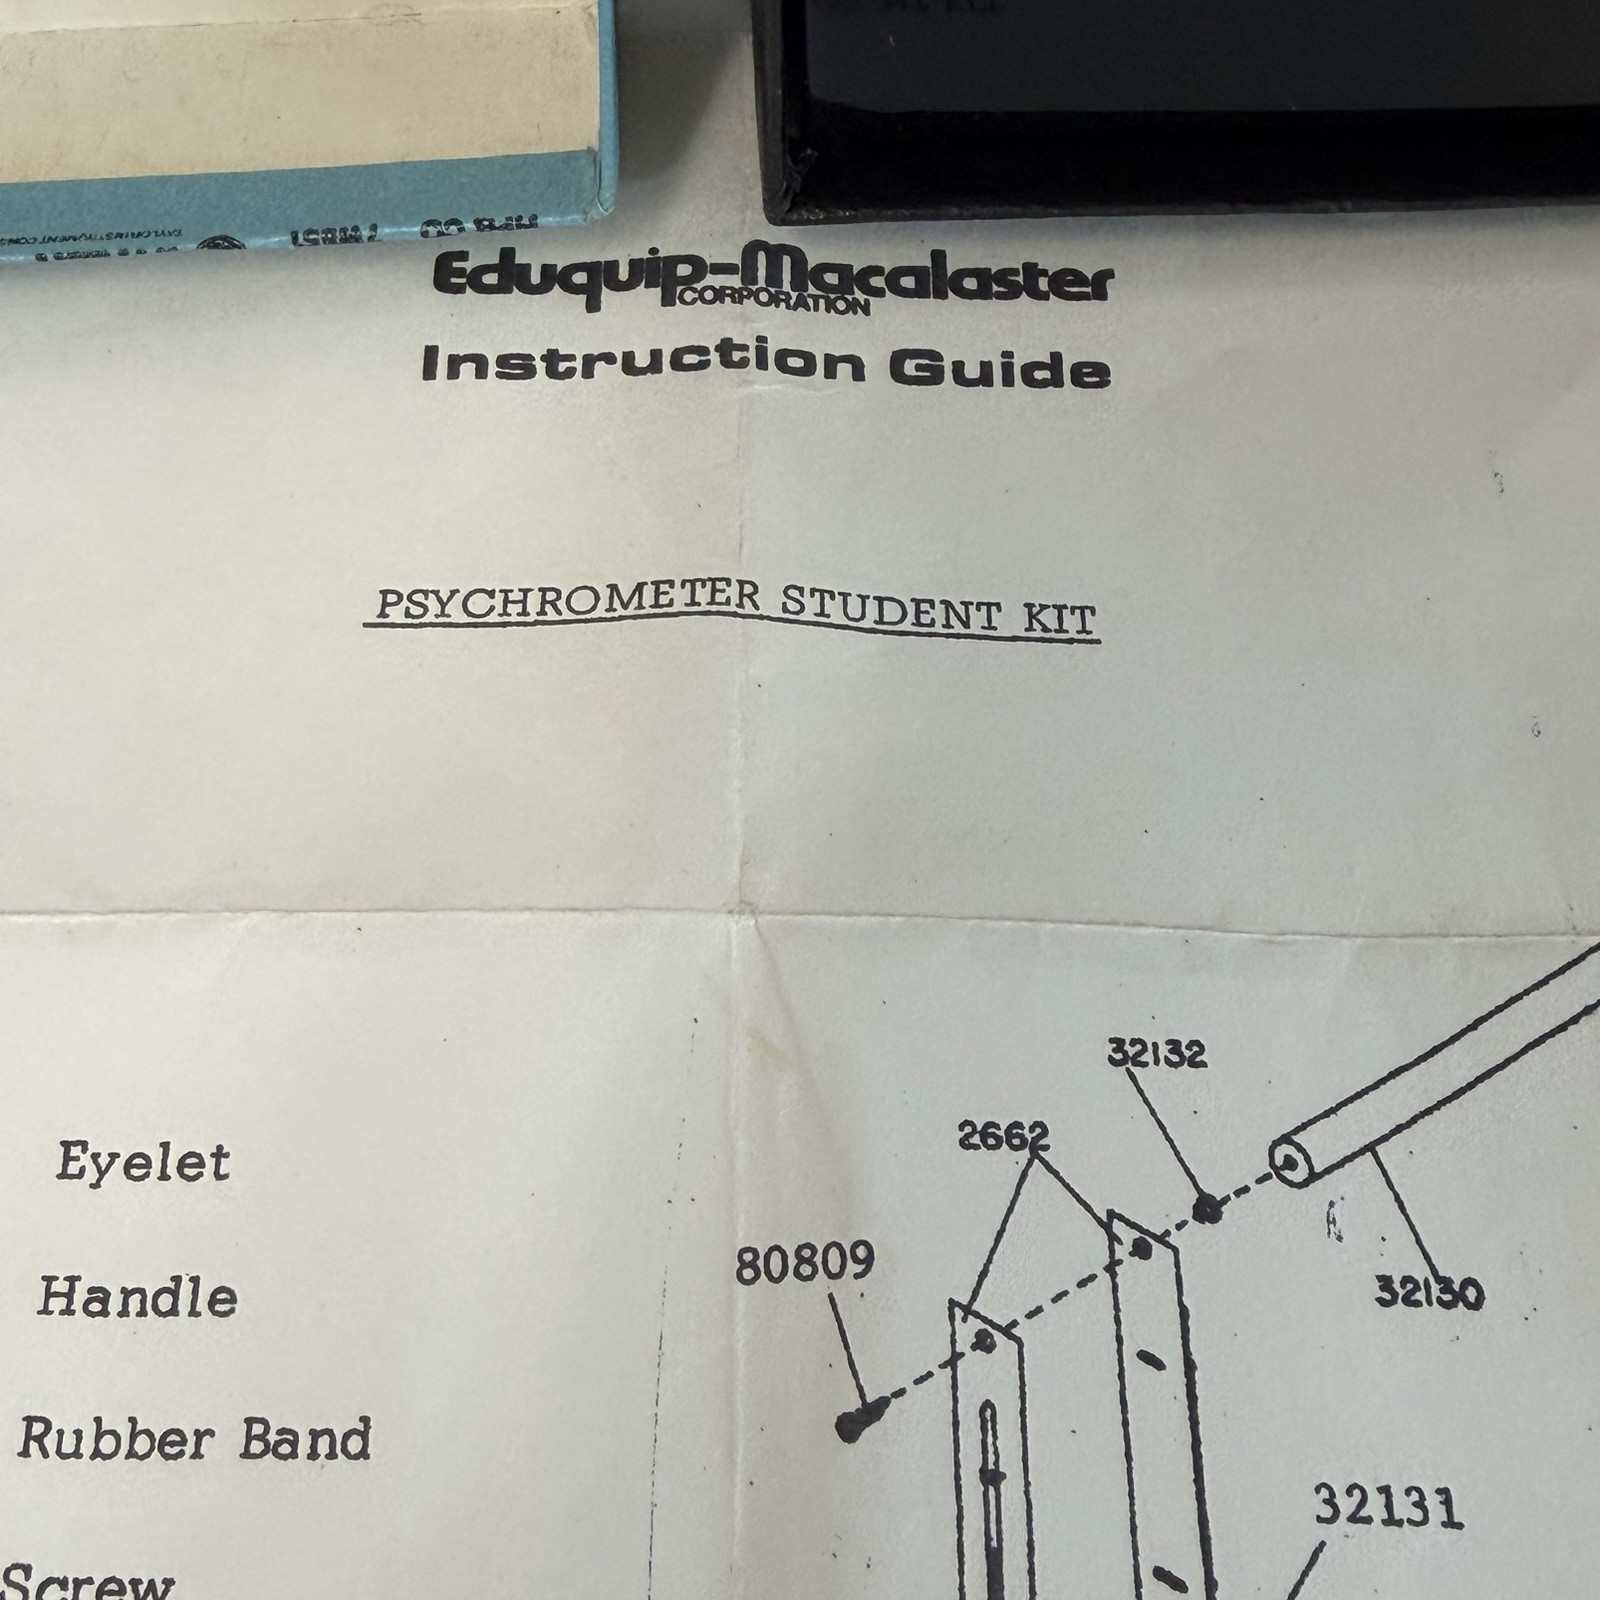 Eduquip-Macalaster
CORPORATION
Instruction Guide
PSYCHROMETER STUDENT KIT
32132
2662
Eyelet
80809
32130
Handle
Rubber Band
32131
Screw